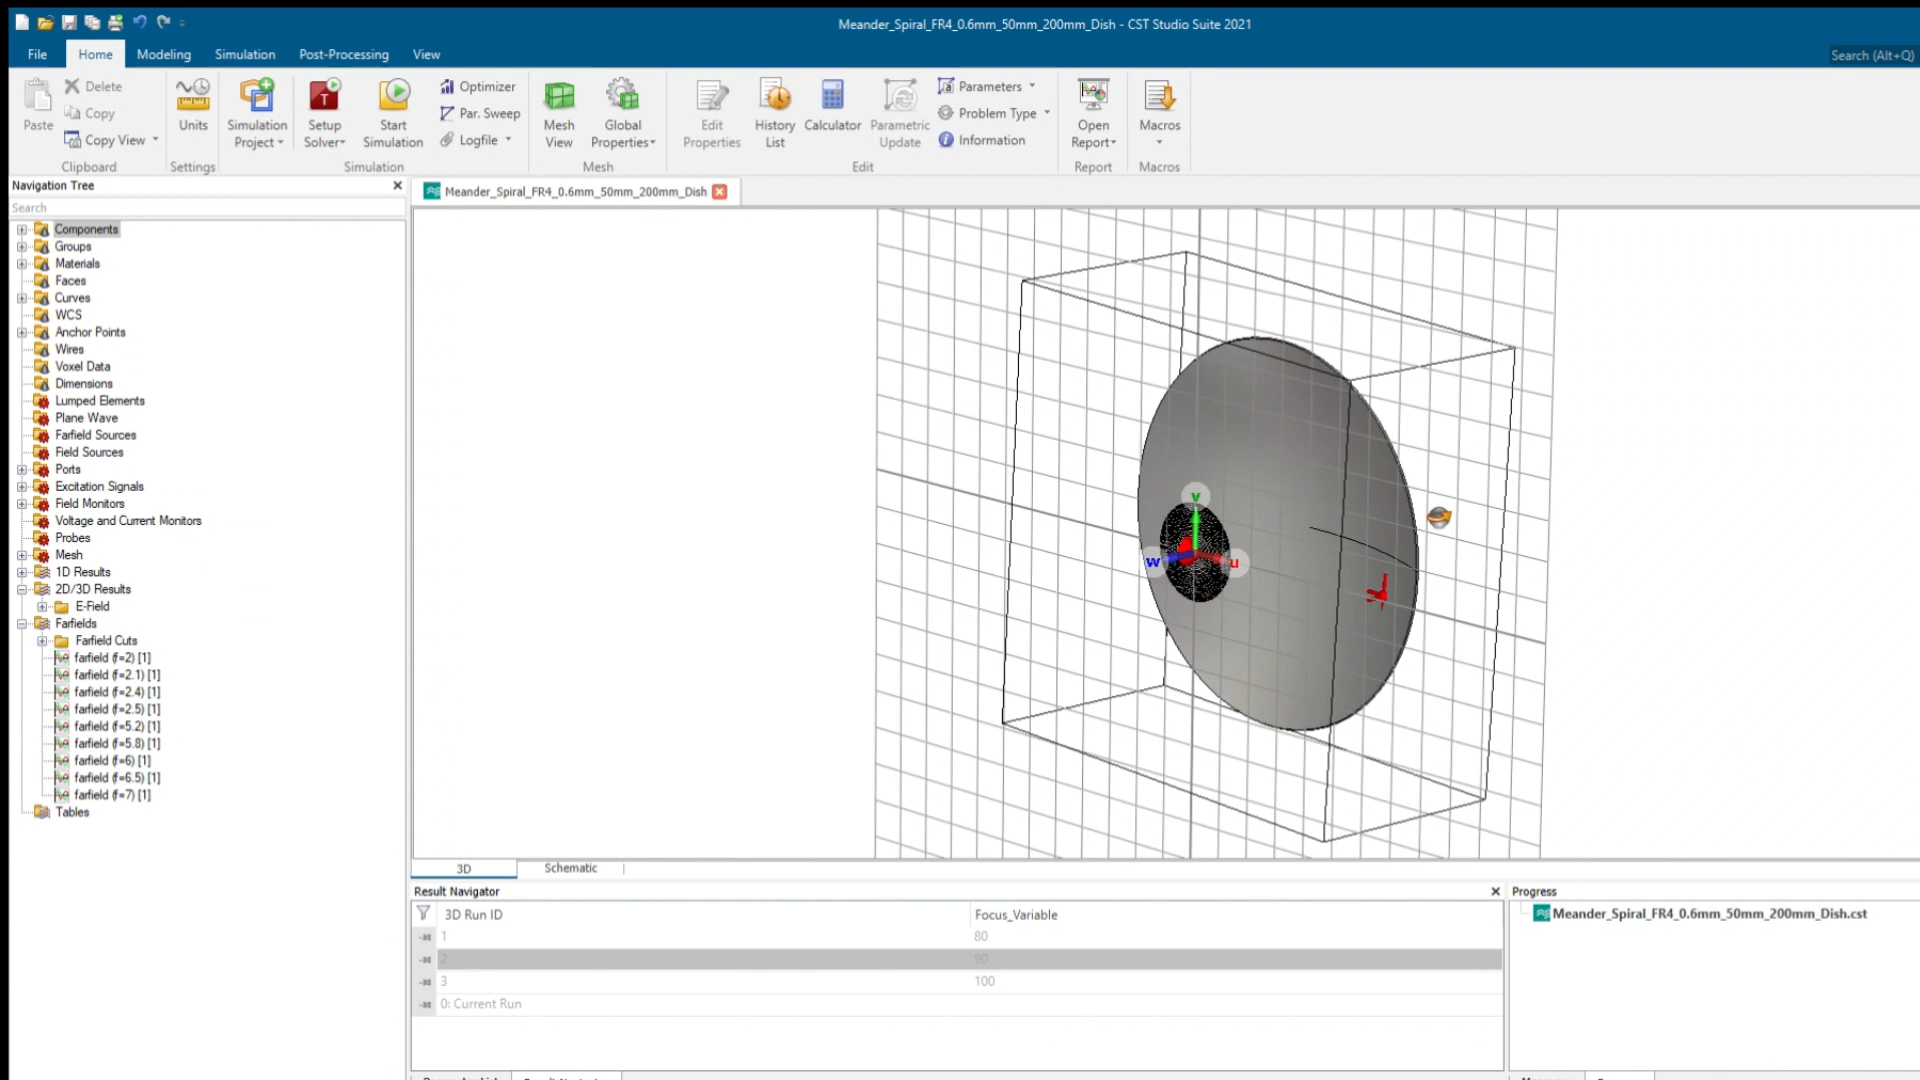 Meander_Spiral_FR4_0.6mm_50mm_200mm_Dish - CST Studio Suite 2021
File Home Modeling Simulation Post-Processing View Search (Alt+Q)
Paste Delete Copy Copy View Clipboard
Units Settings
Simulation Project Setup Solver Start Simulation Optimizer Par. Sweep Logfile Simulation
Mesh View Global Properties Mesh
Edit Properties History List Calculator Parametric Update Parameters Problem Type Information Edit
Open Report Report
Macros Macros
Navigation Tree
Meander_Spiral_FR4_0.6mm_50mm_200mm_Dish
Search
Components
Groups
Materials
Faces
Curves
WCS
Anchor Points
Wires
Voxel Data
Dimensions
Lumped Elements
Plane Wave
Farfield Sources
Field Sources
Ports
Excitation Signals
Field Monitors
Voltage and Current Monitors
Probes
Mesh
1D Results
2D/3D Results
E-Field
Farfields
Farfield Cuts
farfield (f=2) [1]
farfield (f=2.1) [1]
farfield (f=2.4) [1]
farfield (f=2.5) [1]
farfield (f=5.2) [1]
farfield (f=5.8) [1]
farfield (f=6) [1]
farfield (f=6.5) [1]
farfield (f=7) [1]
Tables
v
w u
3D Schematic
Result Navigator
3D Run ID Focus_Variable
1 80
2 90
3 100
0: Current Run
Progress
Meander_Spiral_FR4_0.6mm_50mm_200mm_Dish.cst